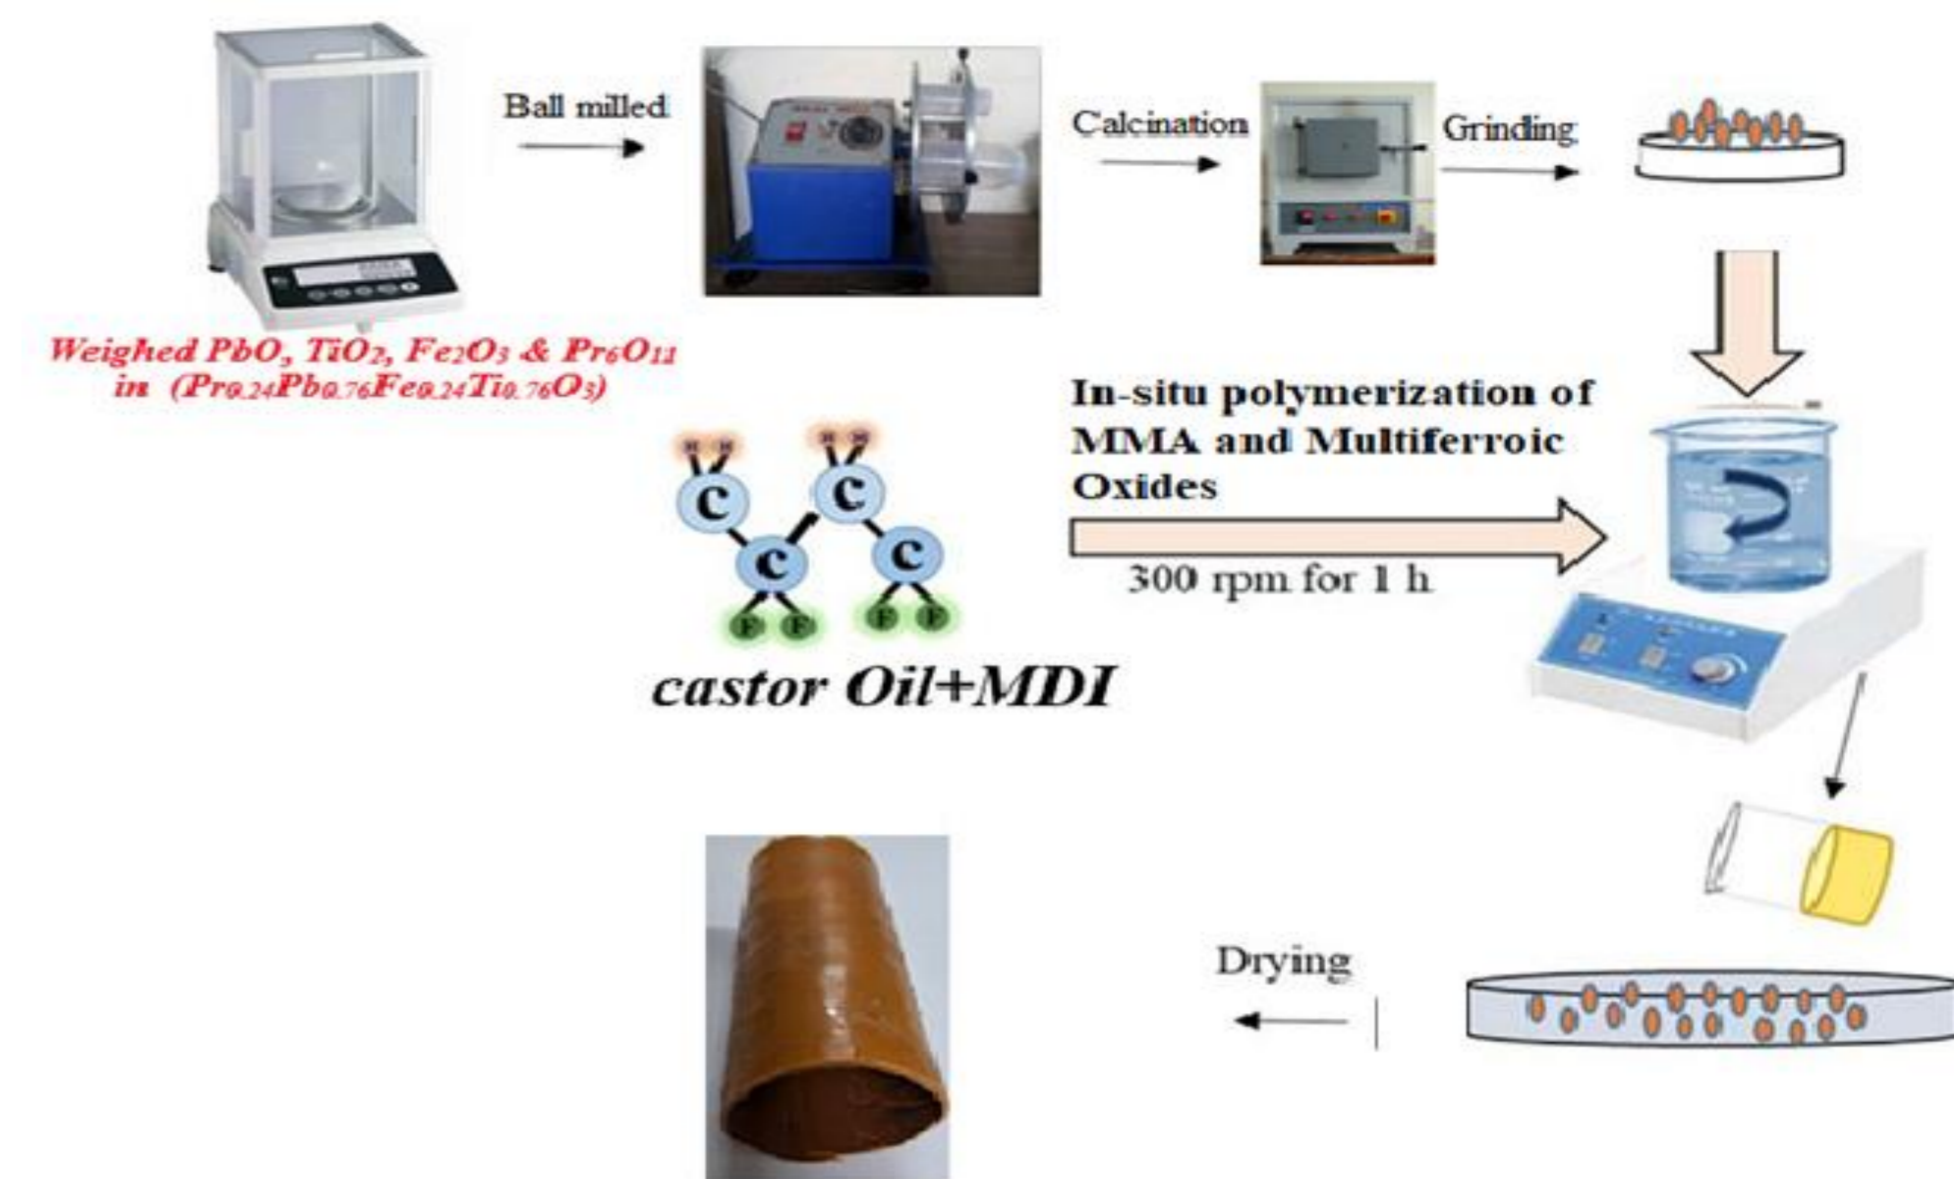 Ball milled
Calcination
Grinding
Weighed PbO, TiO₂, Fe₂O₃ & Pr₆O₁₁
in (Pr₀.₂₄Pb₀.₇₆Fe₀.₂₄Ti₀.₇₆O₃)
In-situ polymerization of
MMA and Multiferroic
Oxides
300 rpm for 1 h
H H H H
C C
C C
F F F F
castor Oil+MDI
Drying